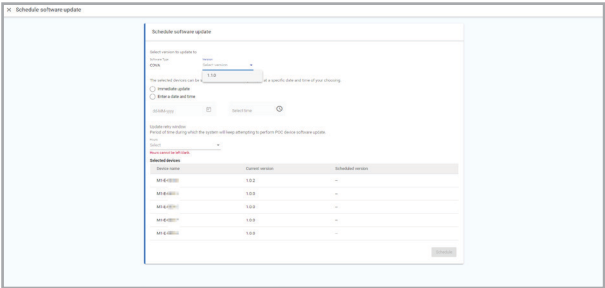 × Schedule software update
Schedule software update
Select version to update to
Software Type
Version
Select version
1.1.0
The selected devices can be at a specific date and time of your choosing.
Immediate update
Enter a date and time
Select time
Update retry window
Period of time during which the system will keep attempting to perform POC device software update.
Hours
Select
Hours cannot be left blank.
Selected devices
Device name Current version Scheduled version
1.0.2 --
1.0.0 --
1.0.0 --
1.0.0 --
1.0.0 --
Schedule